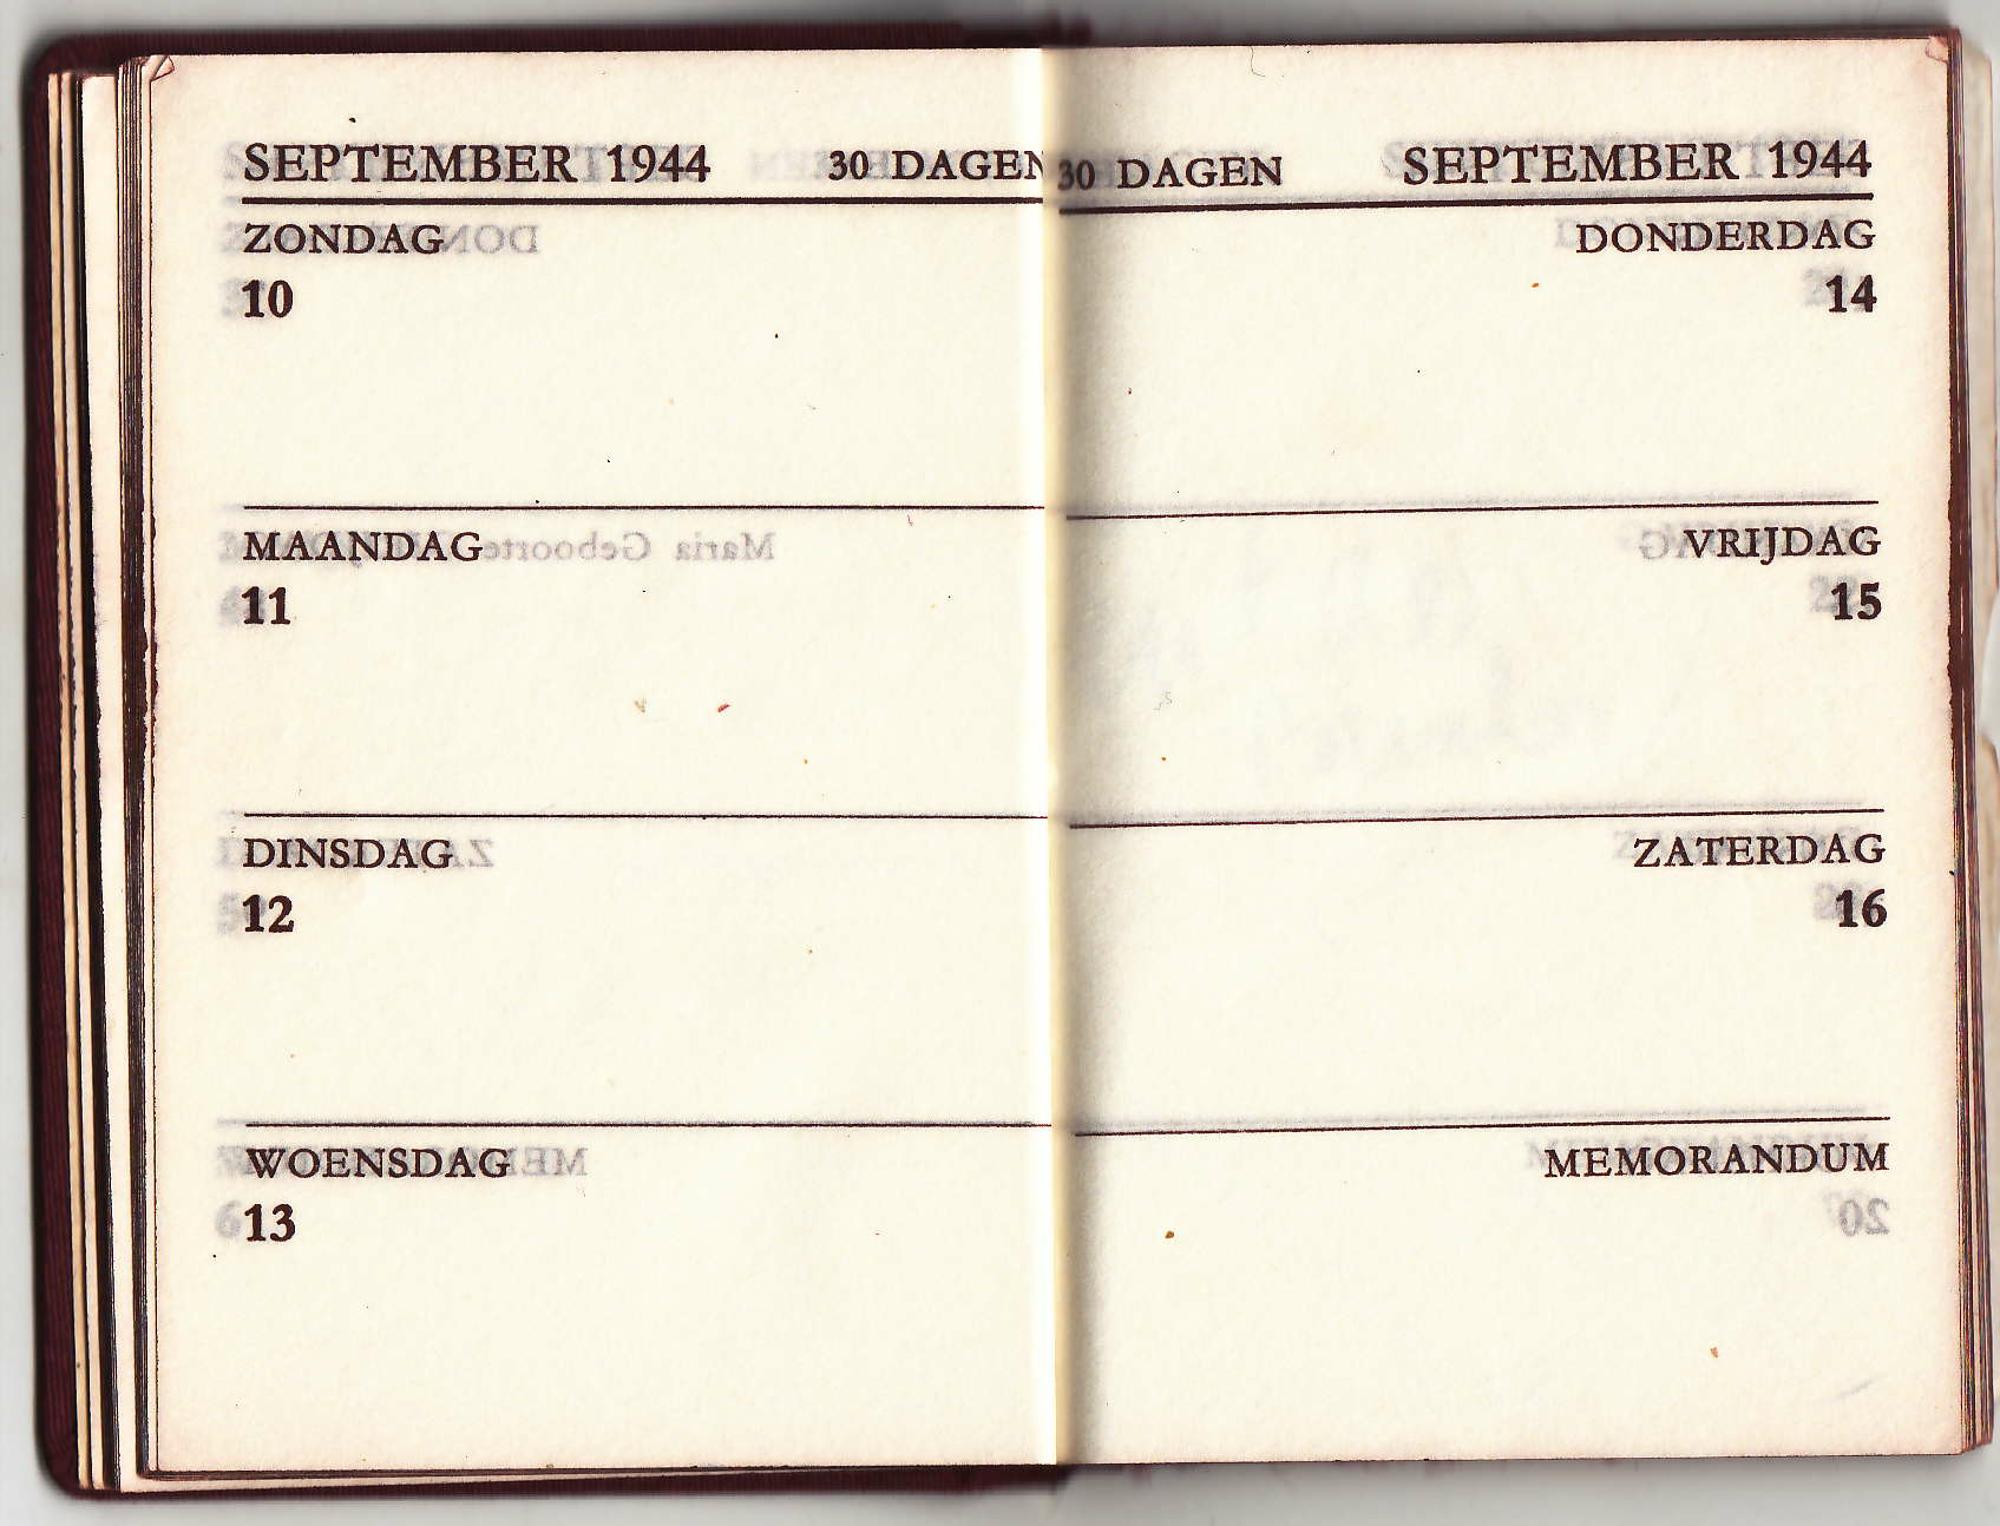 SEPTEMBER 1944 30 DAGEN
ZONDAG
10
MAANDAG
11
DINSDAG
12
WOENSDAG
13
30 DAGEN SEPTEMBER 1944
DONDERDAG
14
VRIJDAG
15
ZATERDAG
16
MEMORANDUM